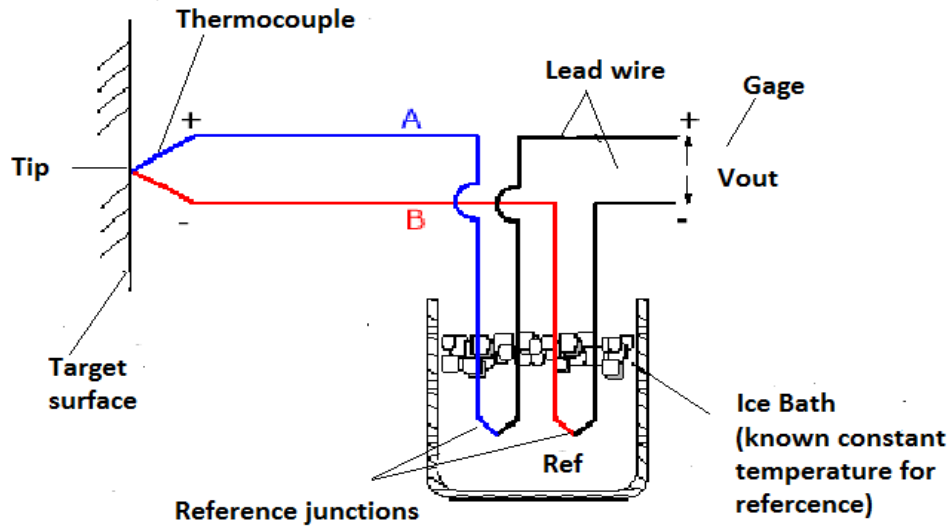 Thermocouple
Lead wire
Gage
+
A
+
Tip
Vout
-
B
-
Target
surface
Ice Bath
(known constant
temperature for
refercence)
Ref
Reference junctions